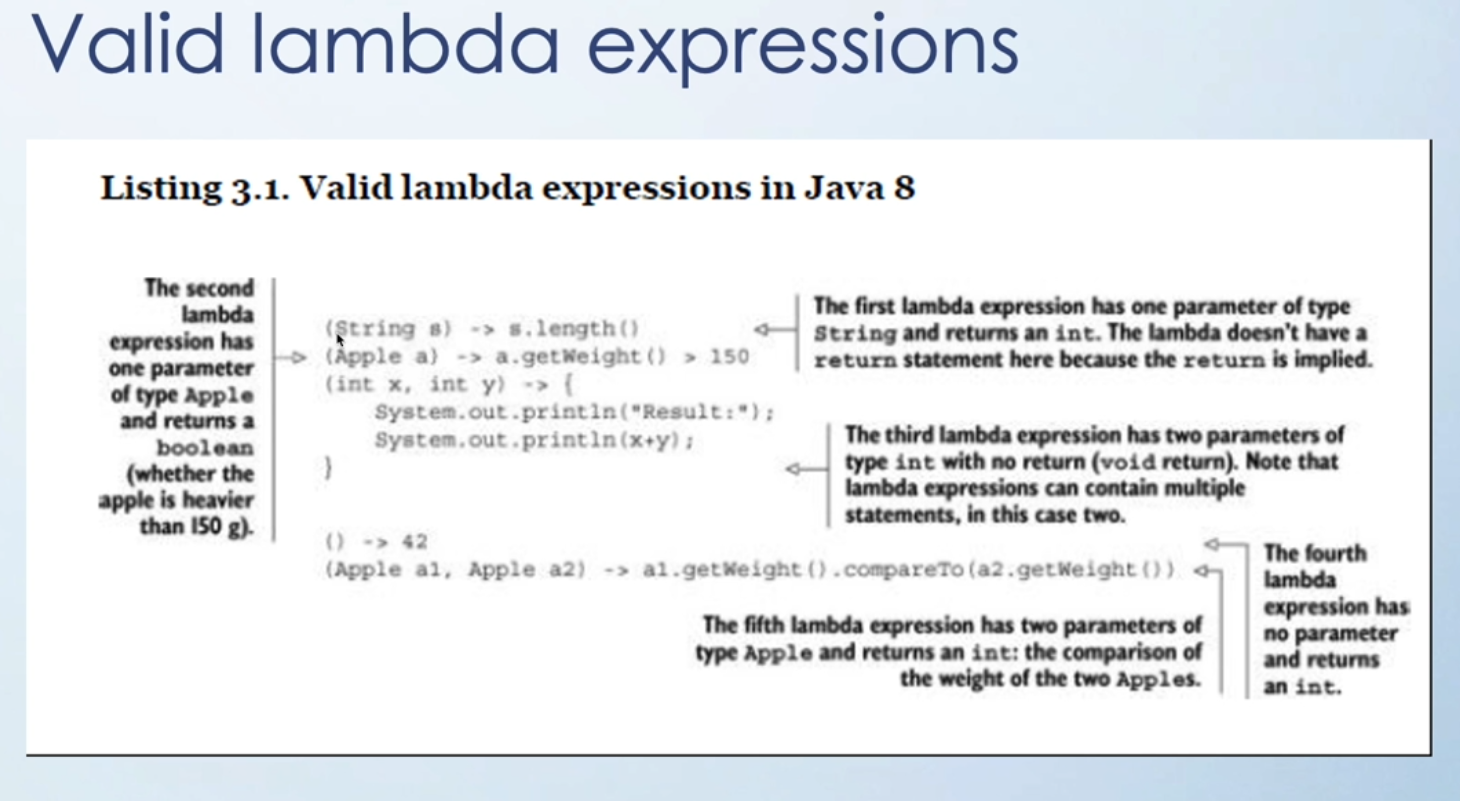 Valid lambda expressions
Listing 3.1. Valid lambda expressions in Java 8
The second
lambda
expression has
one parameter
of type Apple
and returns a
boolean
(whether the
apple is heavier
than 150 g).
(String s) -> s.length()
(Apple a) -> a.getWeight() > 150
(int x, int y) -> {
System.out.println("Result:");
System.out.println(x+y);
}
The first lambda expression has one parameter of type
String and returns an int. The lambda doesn't have a
return statement here because the return is implied.
The third lambda expression has two parameters of
type int with no return (void return). Note that
lambda expressions can contain multiple
statements, in this case two.
() -> 42
(Apple a1, Apple a2) -> a1.getWeight().compareTo(a2.getWeight())
The fourth
lambda
expression has
no parameter
and returns
an int.
The fifth lambda expression has two parameters of
type Apple and returns an int: the comparison of
the weight of the two Apples.